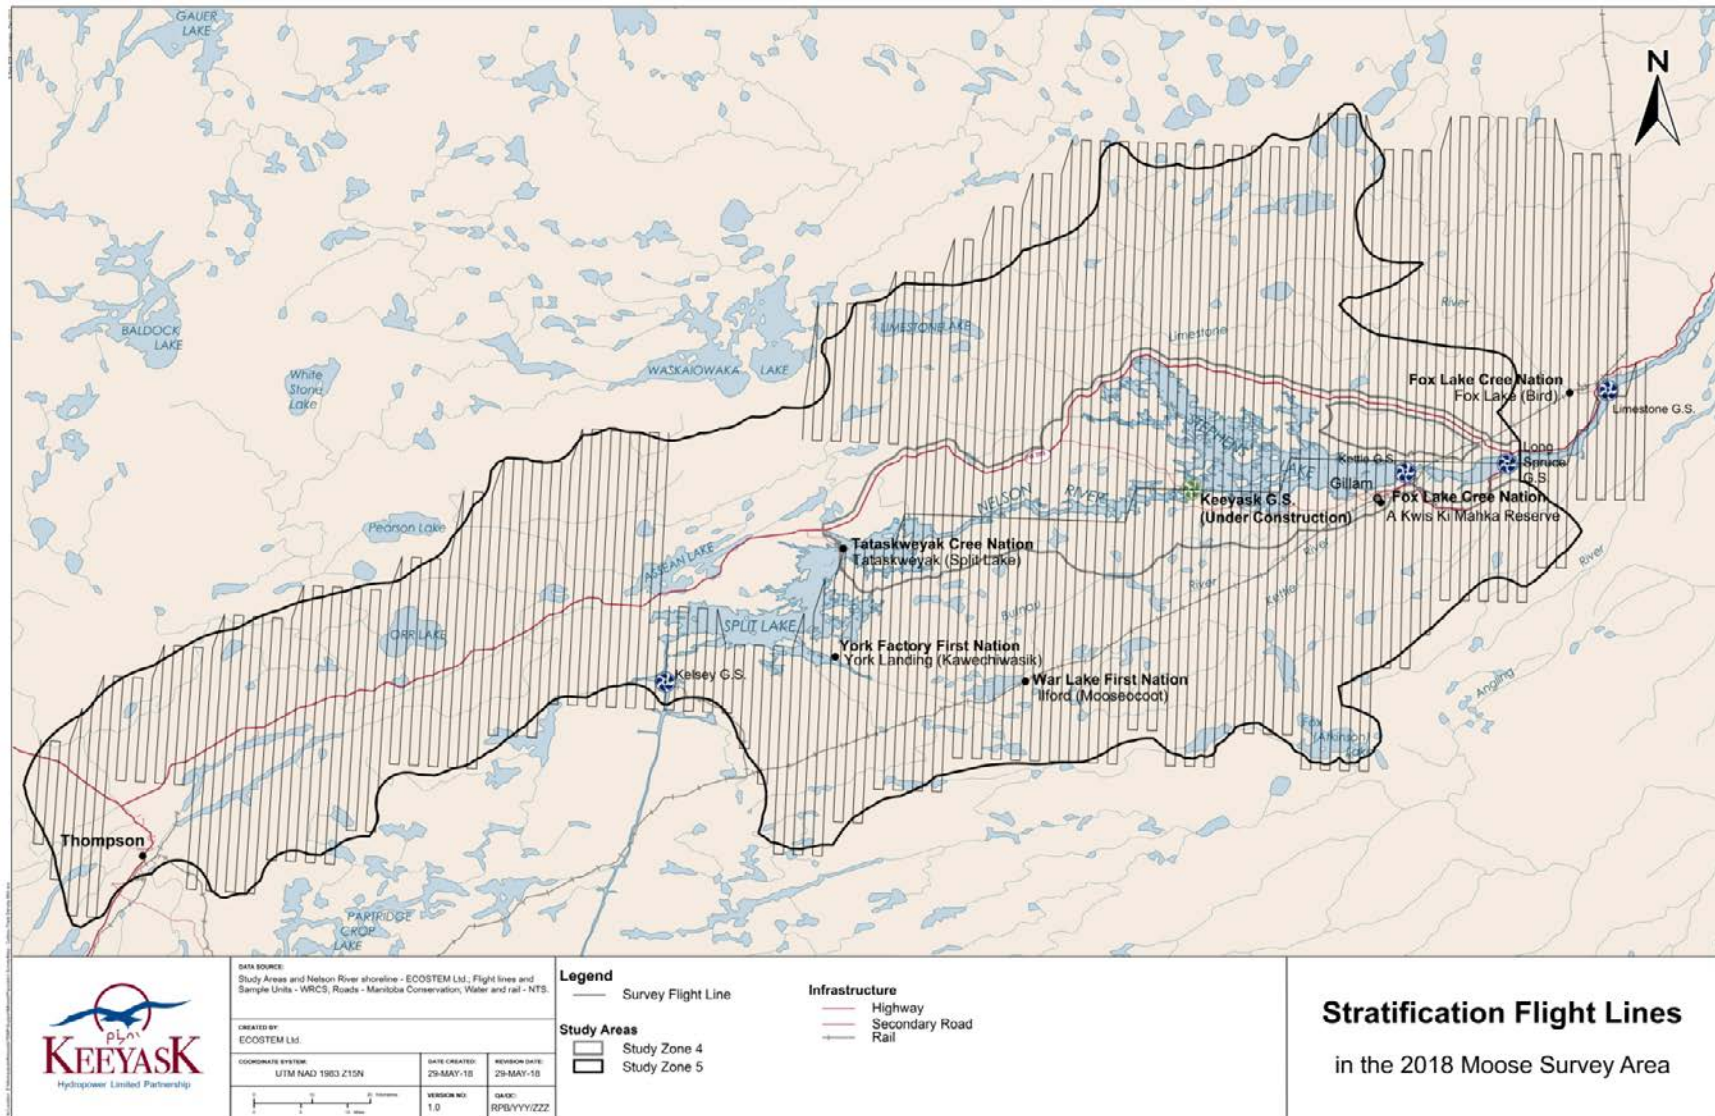 GAUER
LAKE
N
BALDOCK
LAKE
White
Stone
Lake
LIMESTONE LAKE
WASKAIOWAKA LAKE
River
Limestone
Fox Lake Cree Nation
Fox Lake (Bird)
Limestone G.S.
STEPHENS
LAKE
Kettle G.S.
Long
Spruce
G.S.
Gillam
NELSON RIVER
Keeyask G.S.
(Under Construction)
Fox Lake Cree Nation
A Kwis Ki Mahka Reserve
Pearson Lake
ASSEAN LAKE
Tataskweyak Cree Nation
Tataskweyak (Split Lake)
River
River
River
Kettle
ORR LAKE
SPLIT LAKE
York Factory First Nation
York Landing (Kawechiwasik)
Kelsey G.S.
War Lake First Nation
Ilford (Mooseocoot)
Angling
Fox
(Atkinson)
Lake
Thompson
PARTRIDGE
CROP
LAKE
KEEYASK
Hydropower Limited Partnership
DATA SOURCE:
Study Areas and Nelson River shoreline - ECOSTEM Ltd.; Flight lines and
Sample Units - WRCS; Roads - Manitoba Conservation; Water and rail - NTS.
CREATED BY:
ECOSTEM Ltd.
COORDINATE SYSTEM:
UTM NAD 1983 Z15N
DATE CREATED:
29-MAY-18
REVISION DATE:
29-MAY-18
VERSION NO:
1.0
QA/QC:
RPB/YYY/ZZZ
Legend
Survey Flight Line
Study Areas
Study Zone 4
Study Zone 5
Infrastructure
Highway
Secondary Road
Rail
Stratification Flight Lines
in the 2018 Moose Survey Area